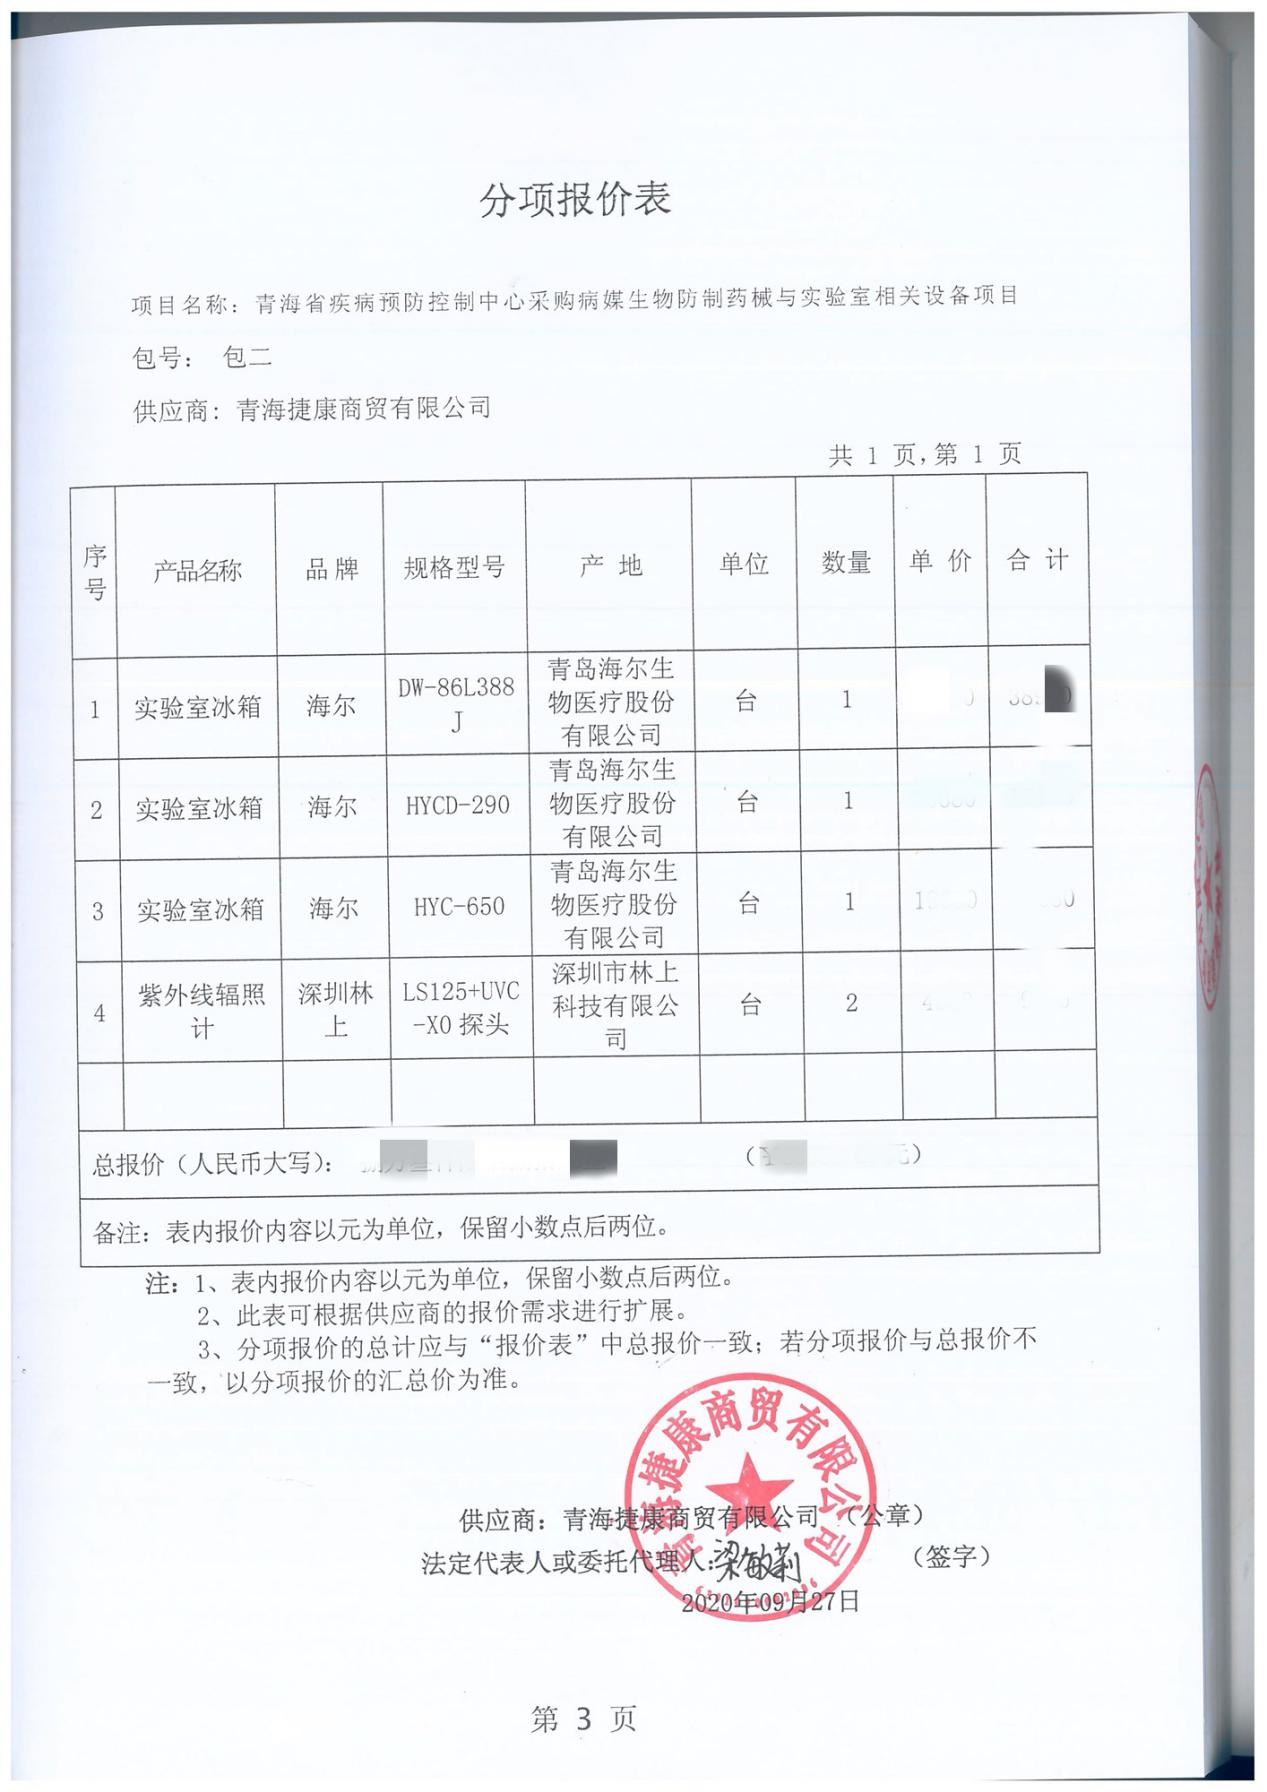 分项报价表
项目名称：青海省疾病预防控制中心采购病媒生物防制药械与实验室相关设备项目
包号： 包二
供应商：青海捷康商贸有限公司
共 1 页,第 1 页
序号 产品名称 品牌 规格型号 产 地 单位 数量 单 价 合 计
1 实验室冰箱 海尔 DW-86L388J 青岛海尔生物医疗股份有限公司 台 1
2 实验室冰箱 海尔 HYCD-290 青岛海尔生物医疗股份有限公司 台 1
3 实验室冰箱 海尔 HYC-650 青岛海尔生物医疗股份有限公司 台 1
4 紫外线辐照计 深圳林上 LS125+UVC-X0探头 深圳市林上科技有限公司 台 2
总报价（人民币大写）：
备注：表内报价内容以元为单位，保留小数点后两位。
注：1、表内报价内容以元为单位，保留小数点后两位。
2、此表可根据供应商的报价需求进行扩展。
3、分项报价的总计应与“报价表”中总报价一致；若分项报价与总报价不
一致，以分项报价的汇总价为准。
青海捷康商贸有限公司
供应商：青海捷康商贸有限公司 （公章）
法定代表人或委托代理人：梁敏莉 （签字）
2020年09月27日
第 3 页